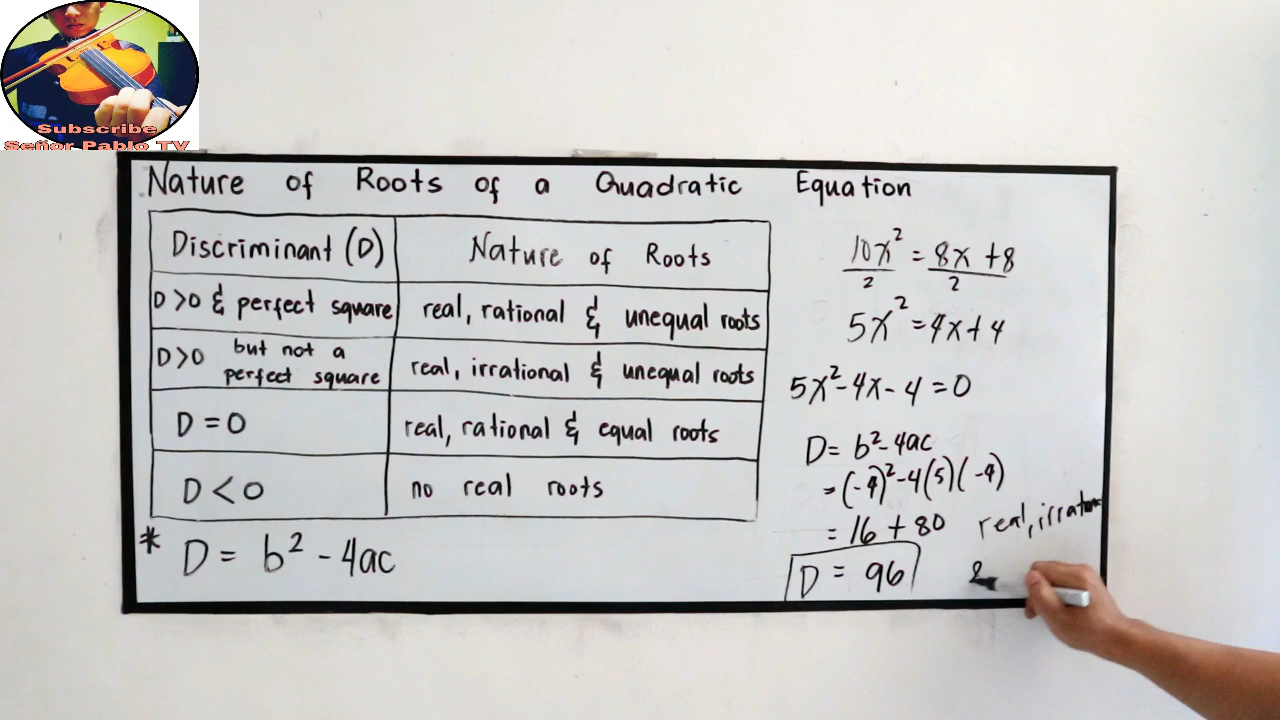 Subscribe
Señor Pablo TV
Nature of Roots of a Quadratic Equation
Discriminant (D)
Nature of Roots
D > 0 & perfect square
real, rational & unequal roots
D > 0 but not a
perfect square
real, irrational & unequal roots
D = 0
real, rational & equal roots
D < 0
no real roots
* D = b² - 4ac
10x² = 8x + 8
2 2
5x² = 4x + 4
5x² - 4x - 4 = 0
D = b² - 4ac
= (-4)² - 4(5)(-4)
= 16 + 80
D = 96
real,
&